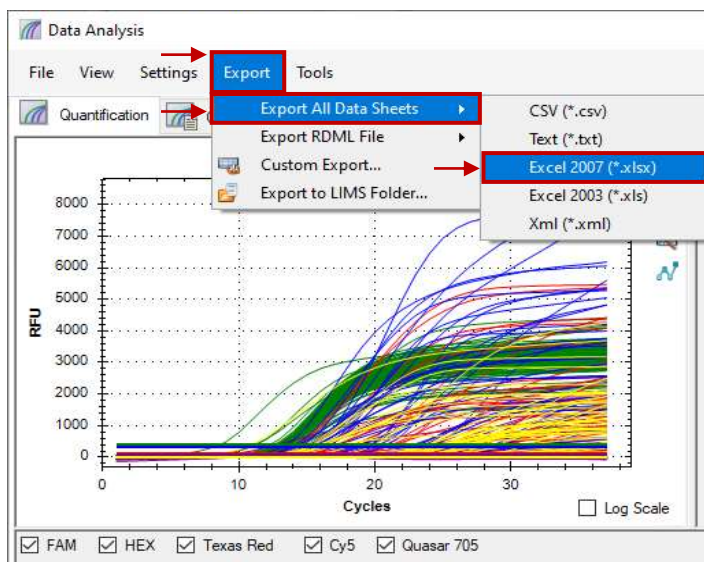 Data Analysis
File View Settings Export Tools
Quantification
Export All Data Sheets
Export RDML File
Custom Export...
Export to LIMS Folder...
CSV (*.csv)
Text (*.txt)
Excel 2007 (*.xlsx)
Excel 2003 (*.xls)
Xml (*.xml)
8000
7000
6000
5000
4000
3000
2000
1000
0
RFU
0 10 20 30
Cycles
Log Scale
FAM HEX Texas Red Cy5 Quasar 705